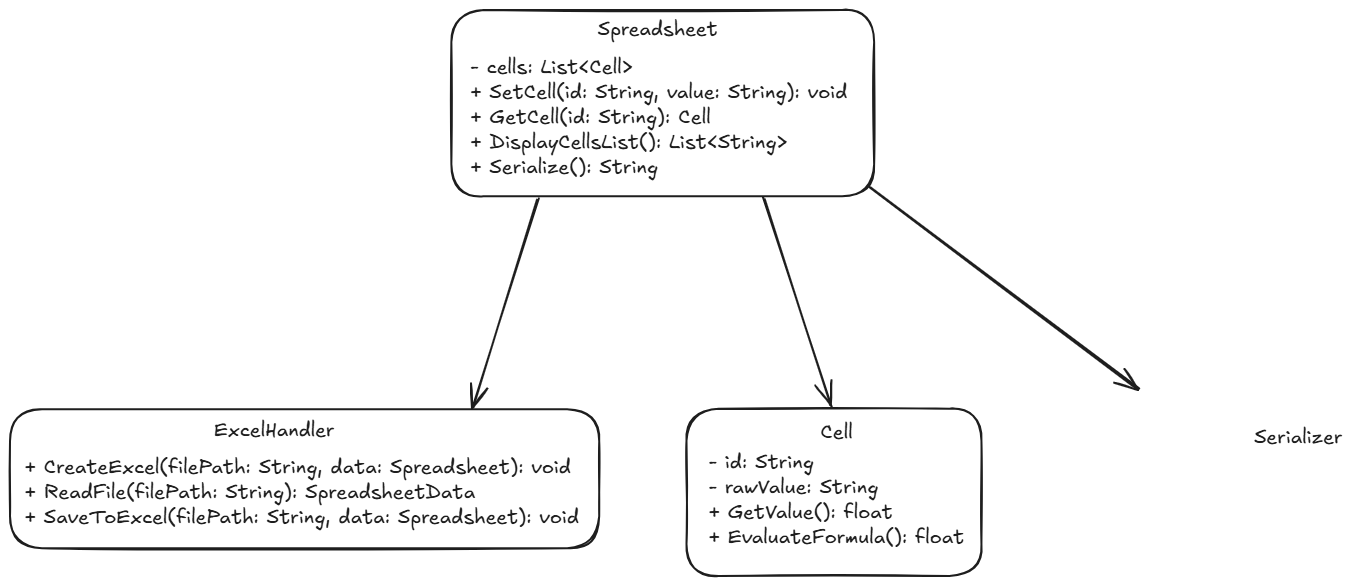 Spreadsheet
- cells: List<Cell>
+ SetCell(id: String, value: String): void
+ GetCell(id: String): Cell
+ DisplayCellsList(): List<String>
+ Serialize(): String
ExcelHandler
+ CreateExcel(filePath: String, data: Spreadsheet): void
+ ReadFile(filePath: String): SpreadsheetData
+ SaveToExcel(filePath: String, data: Spreadsheet): void
Cell
- id: String
- rawValue: String
+ GetValue(): float
+ EvaluateFormula(): float
Serializer